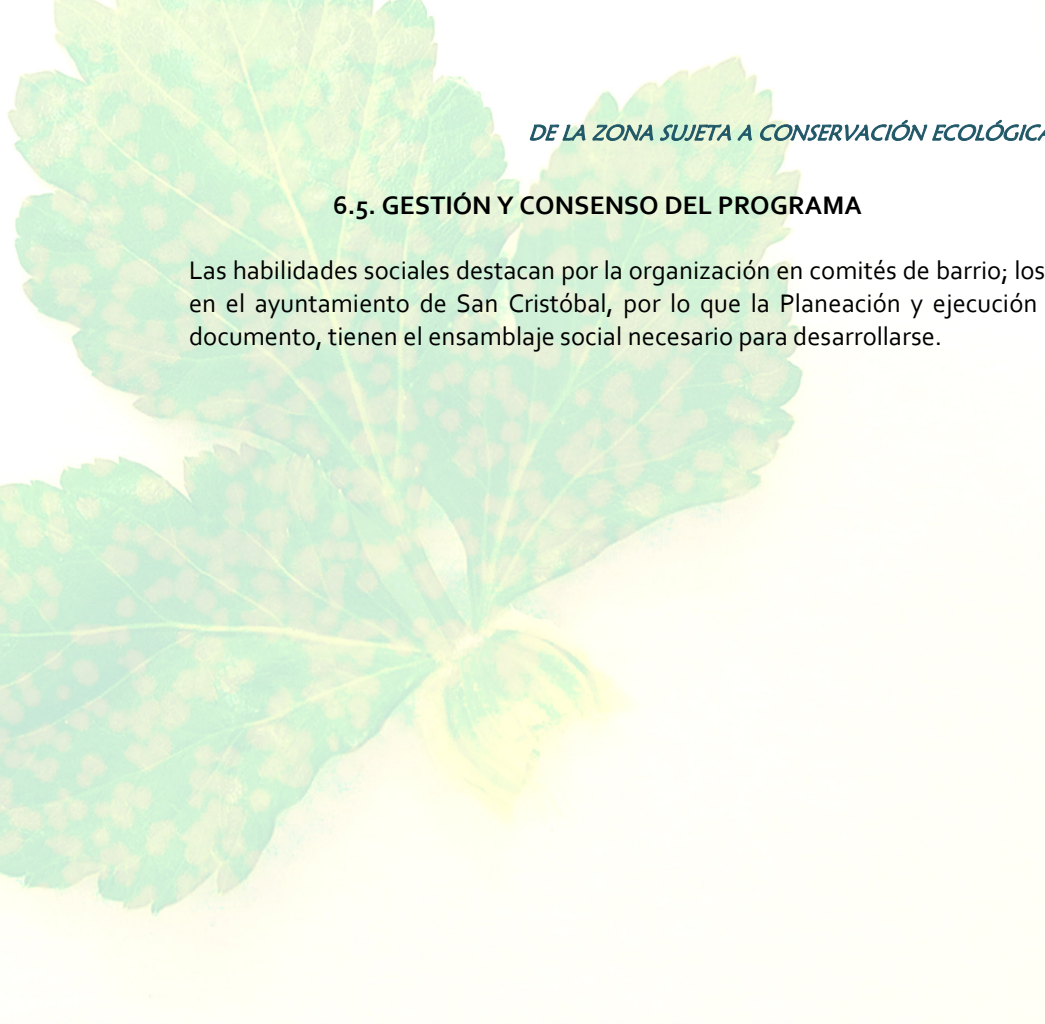 DE LA ZONA SUJETA A CONSERVACIÓN ECOLÓGICA
6.5. GESTIÓN Y CONSENSO DEL PROGRAMA
Las habilidades sociales destacan por la organización en comités de barrio; los
en el ayuntamiento de San Cristóbal, por lo que la Planeación y ejecución
documento, tienen el ensamblaje social necesario para desarrollarse.